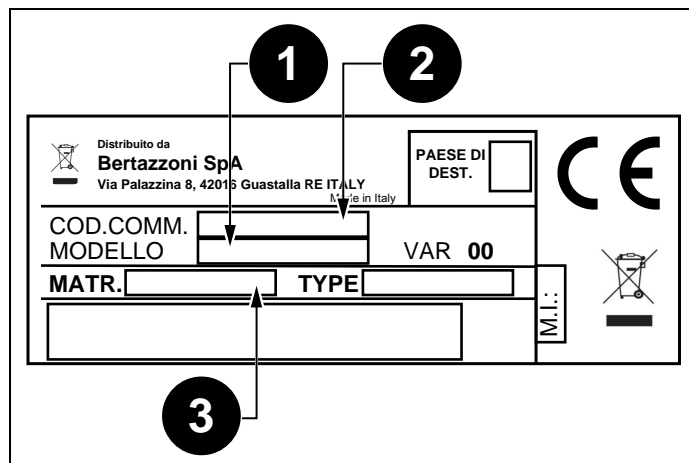 1 2
Distribuito da
Bertazzoni SpA
Via Palazzina 8, 42016 Guastalla RE ITALY
Made in Italy
PAESE DI
DEST.
CE
COD.COMM.
MODELLO
VAR 00
MATR.
TYPE
M.I.:
3